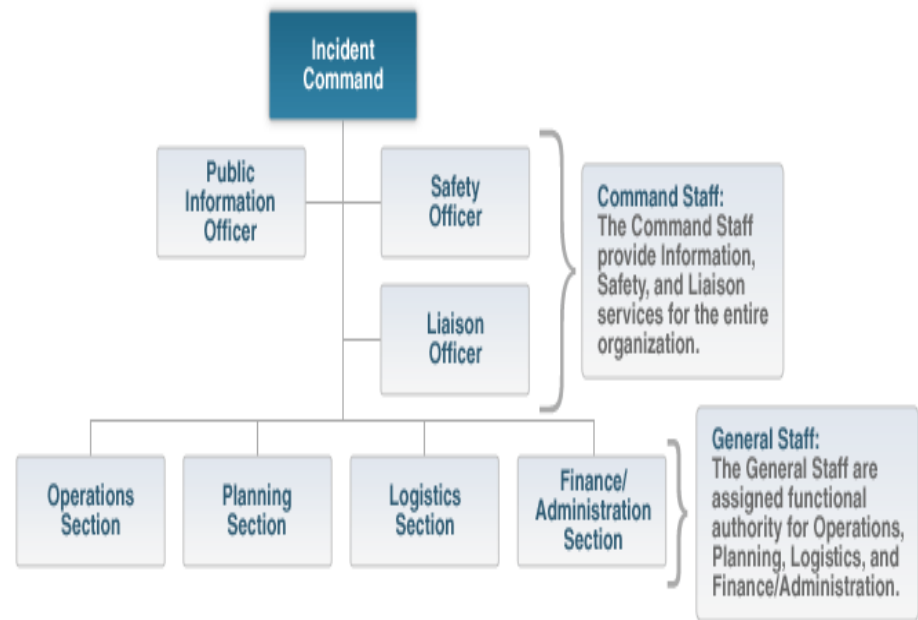 Incident
Command
Public
Information
Officer
Safety
Officer
Liaison
Officer
Command Staff:
The Command Staff
provide Information,
Safety, and Liaison
services for the entire
organization.
Operations
Section
Planning
Section
Logistics
Section
Finance/
Administration
Section
General Staff:
The General Staff are
assigned functional
authority for Operations,
Planning, Logistics, and
Finance/Administration.